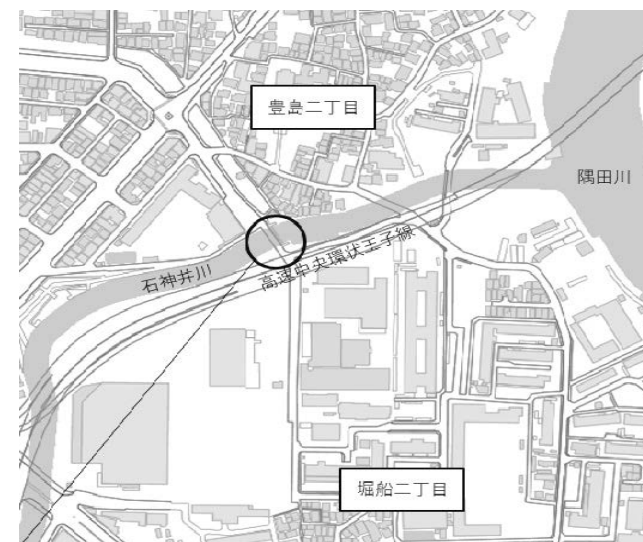 豊島二丁目
隅田川
高速中央環状王子線
石神井川
堀船二丁目